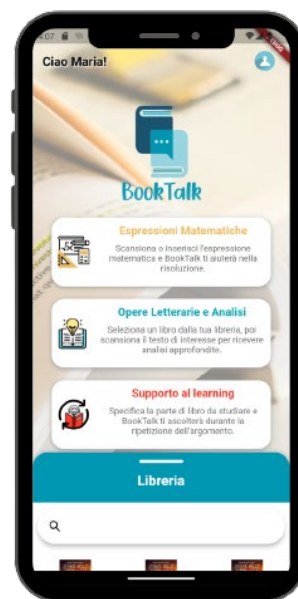 Ciao Maria!
BookTalk
Espressioni Matematiche
Scansiona o inserisci l'espressione
matematica e BookTalk ti aiuterà nella
risoluzione.
Opere Letterarie e Analisi
Seleziona un libro dalla tua libreria, poi
scansiona il testo di interesse per ricevere
analisi approfondite.
Supporto al learning
Specifica la parte di libro da studiare e
BookTalk ti ascolterà durante la
ripetizione dell'argomento.
Libreria